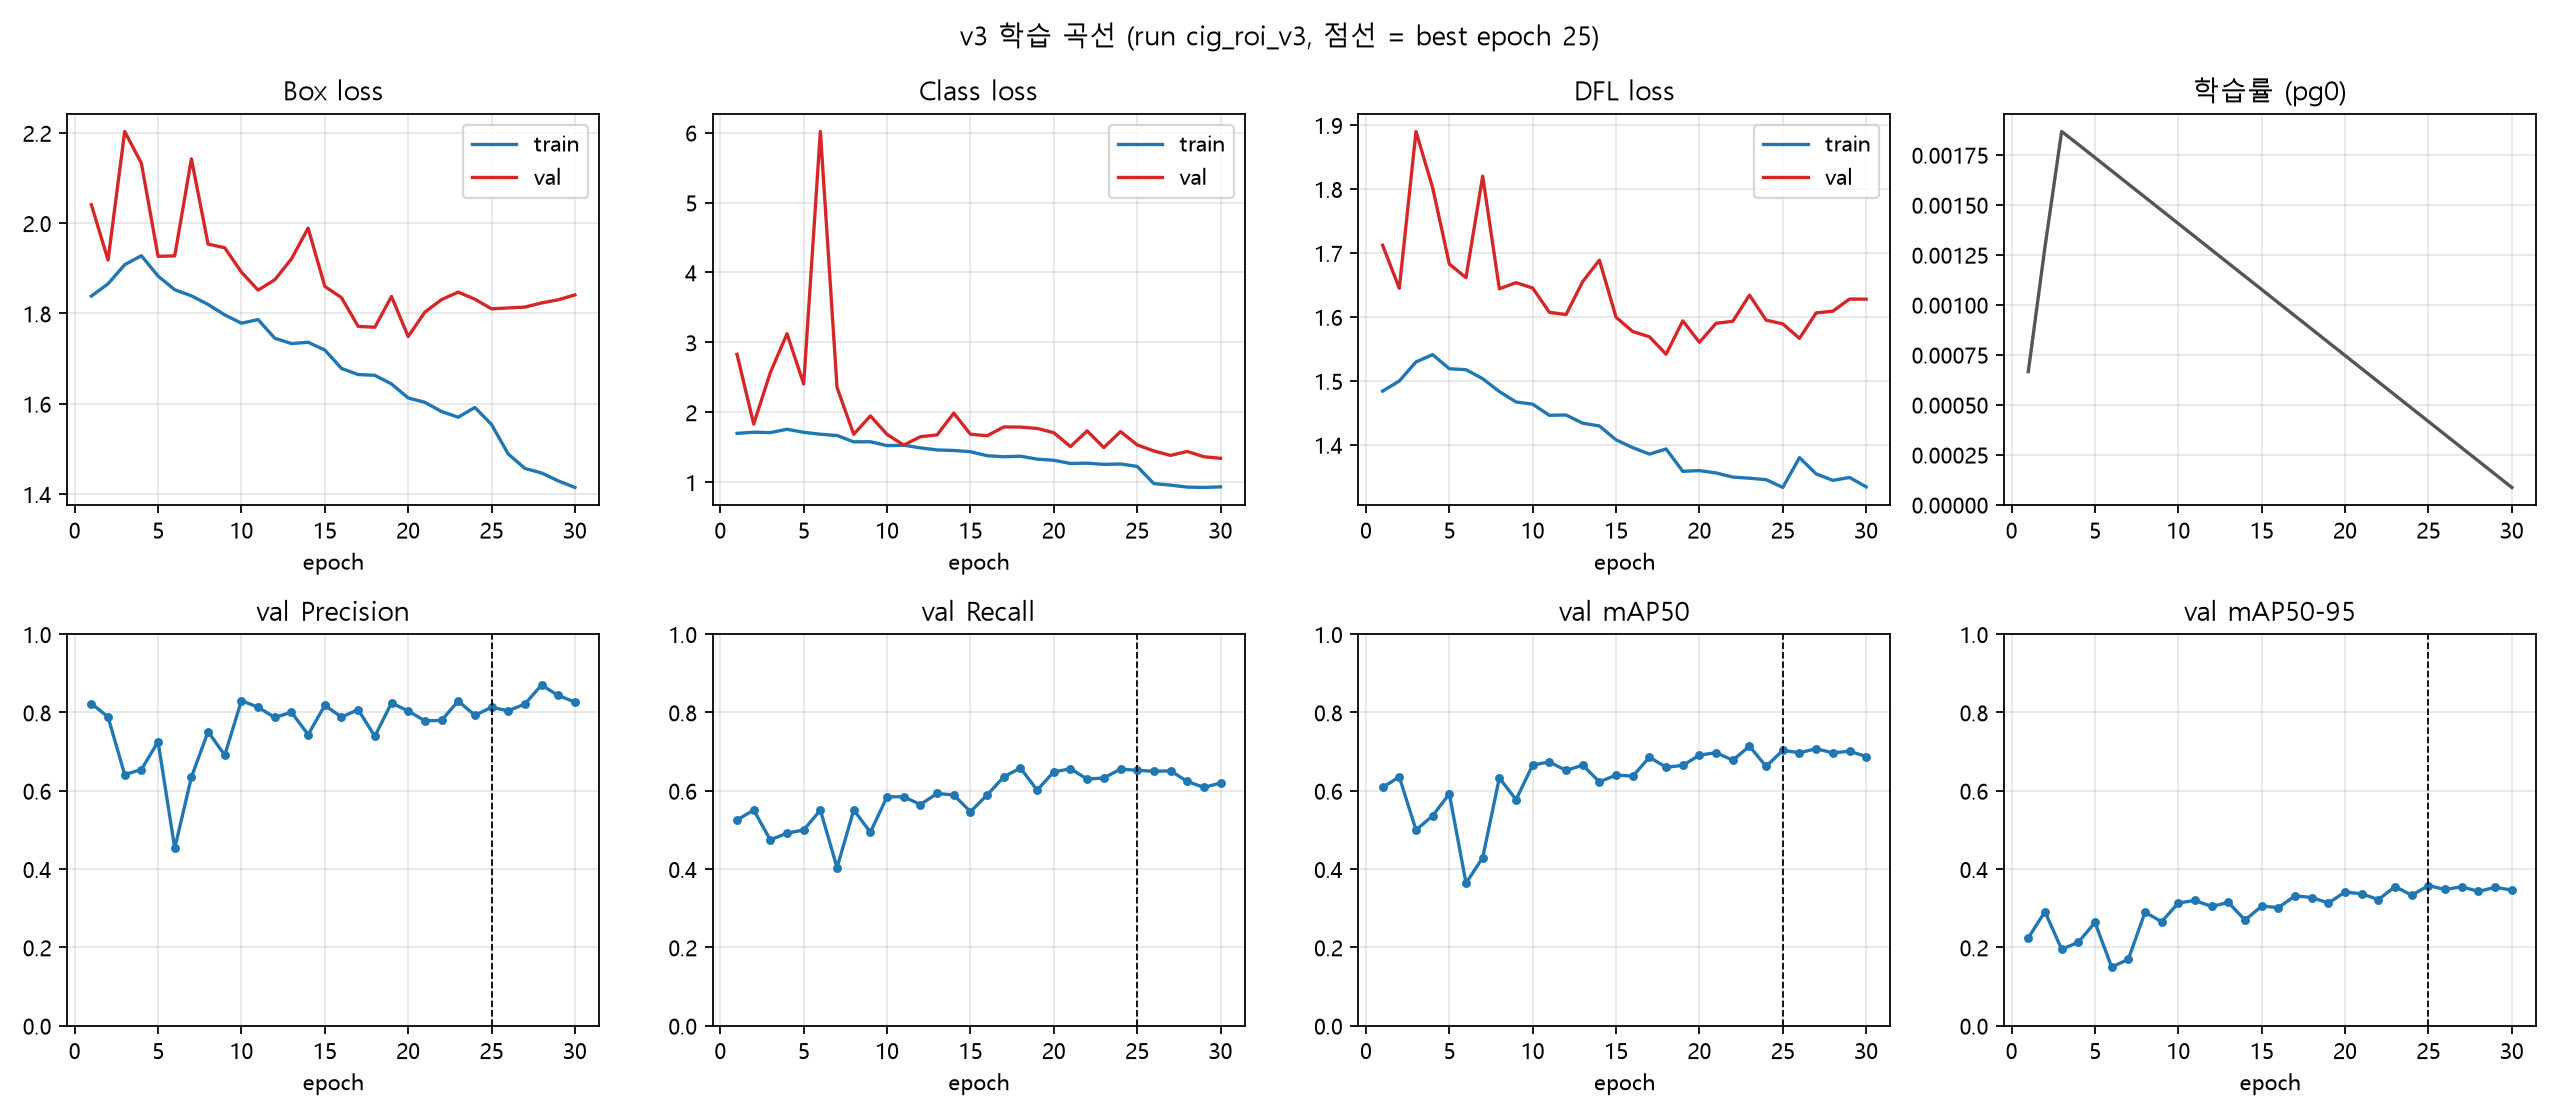 v3 학습 곡선 (run cig_roi_v3, 점선 = best epoch 25)
Box loss
2.2
2.0
1.8
1.6
1.4
train
val
0 5 10 15 20 25 30
epoch
Class loss
6
5
4
3
2
1
train
val
0 5 10 15 20 25 30
epoch
DFL loss
1.9
1.8
1.7
1.6
1.5
1.4
train
val
0 5 10 15 20 25 30
epoch
학습률 (pg0)
0.00175
0.00150
0.00125
0.00100
0.00075
0.00050
0.00025
0.00000
0 5 10 15 20 25 30
val Precision
1.0
0.8
0.6
0.4
0.2
0.0
0 5 10 15 20 25 30
epoch
val Recall
1.0
0.8
0.6
0.4
0.2
0.0
0 5 10 15 20 25 30
epoch
val mAP50
1.0
0.8
0.6
0.4
0.2
0.0
0 5 10 15 20 25 30
epoch
val mAP50-95
1.0
0.8
0.6
0.4
0.2
0.0
0 5 10 15 20 25 30
epoch